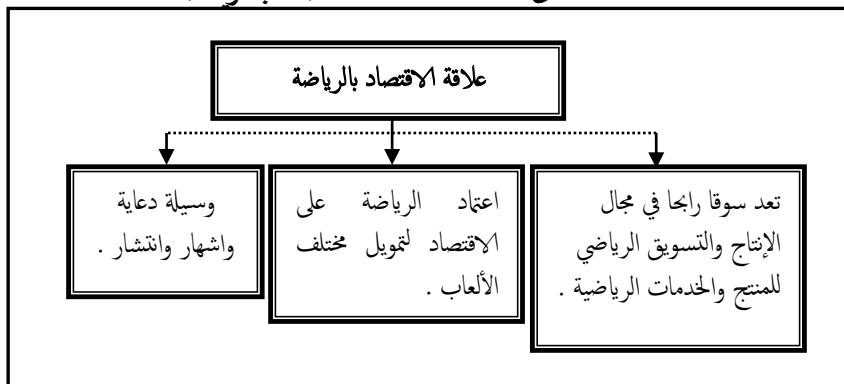 علاقة الاقتصاد بالرياضة
تعد سوقا رابحا في مجال
الإنتاج والتسويق الرياضي
للمنتج والخدمات الرياضية .
اعتماد الرياضة على
الاقتصاد لتمويل مختلف
الألعاب .
وسيلة دعاية
واشهار وانتشار .